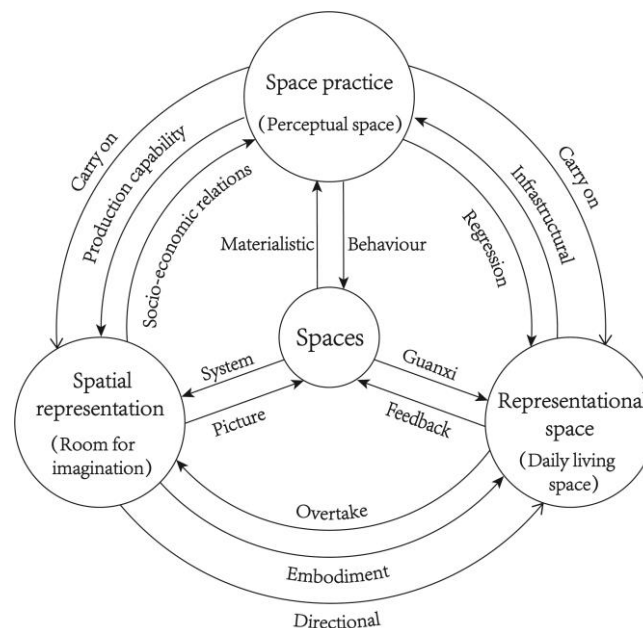 Space practice
(Perceptual space)
Carry on
Production capability
Socio-economic relations
Carry on
Infrastructural
Regression
Materialistic
Behaviour
Spaces
System
Picture
Guanxi
Feedback
Spatial
representation
(Room for
imagination)
Representational
space
(Daily living
space)
Overtake
Embodiment
Directional